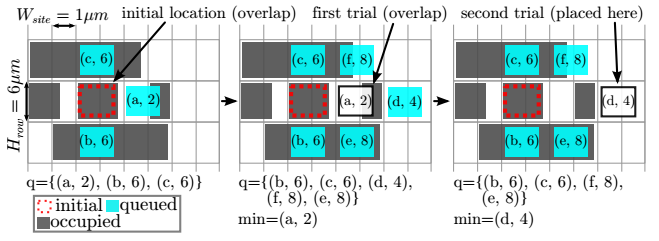 W_site = 1μm
initial location (overlap)
first trial (overlap)
second trial (placed here)
H_row = 6μm
(c, 6)
(a, 2)
(b, 6)
q={(a, 2), (b, 6), (c, 6)}
initial
queued
occupied
(c, 6)
(f, 8)
(a, 2)
(d, 4)
(b, 6)
(e, 8)
q={(b, 6), (c, 6), (d, 4),
(f, 8), (e, 8)}
min=(a, 2)
(c, 6)
(f, 8)
(d, 4)
(b, 6)
(e, 8)
q={(b, 6), (c, 6), (f, 8),
(e, 8)}
min=(d, 4)